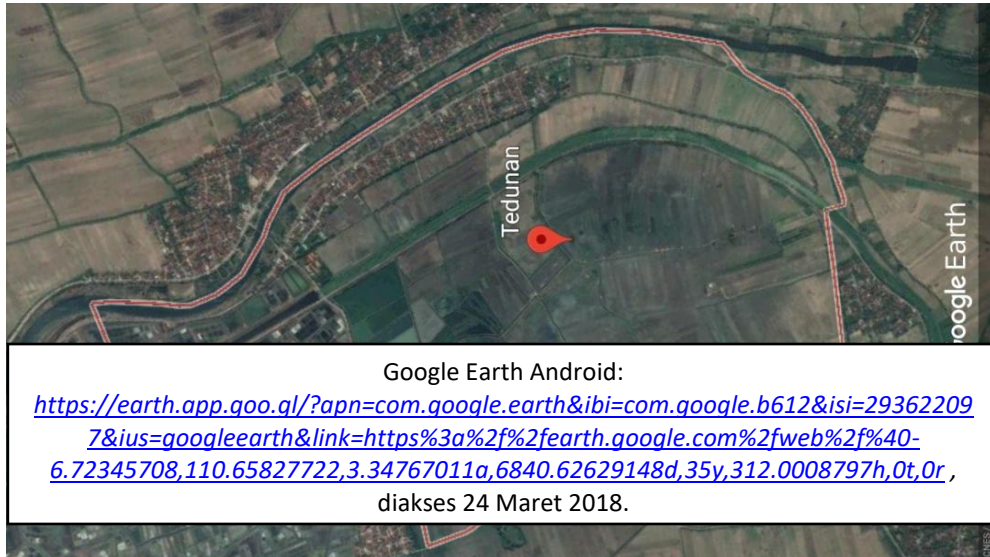 Tedunan
Google Earth
Google Earth Android:
https://earth.app.goo.gl/?apn=com.google.earth&ibi=com.google.b612&isi=29362209
7&ius=googleearth&link=https%3a%2f%2fearth.google.com%2fweb%2f%40-
6.72345708,110.65827722,3.34767011a,6840.62629148d,35y,312.0008797h,0t,0r ,
diakses 24 Maret 2018.